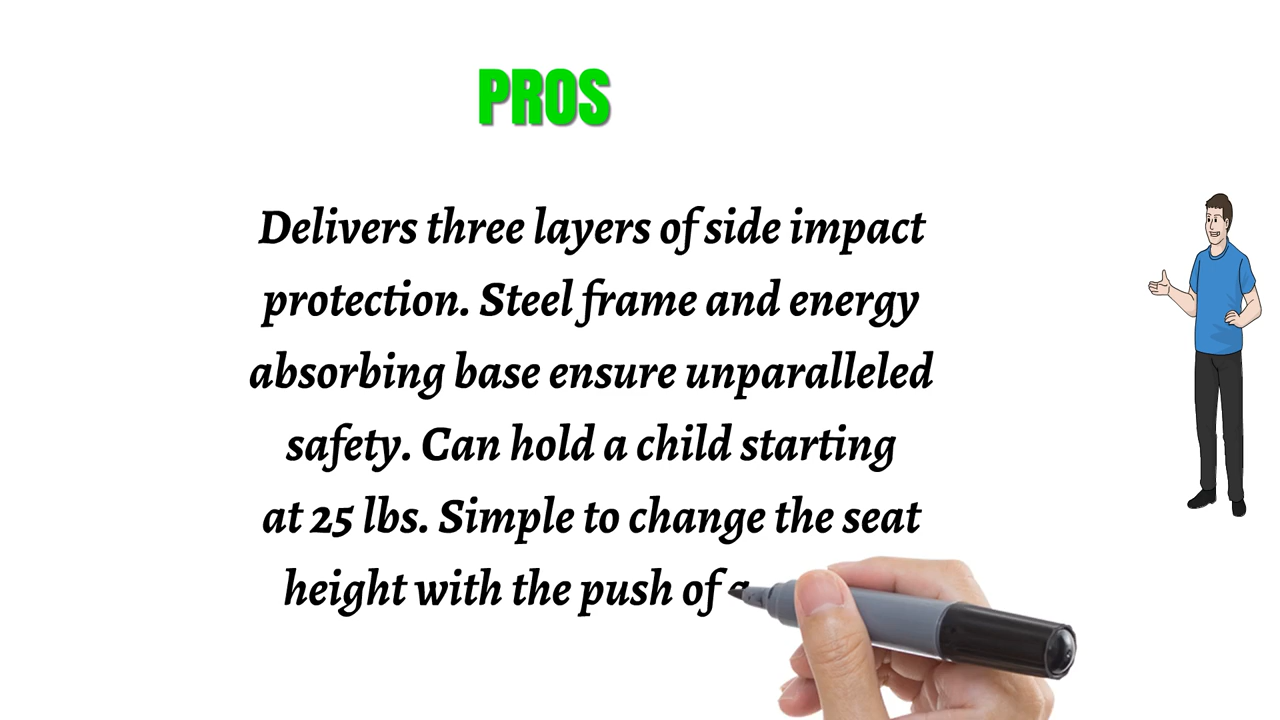 PROS
Delivers three layers of side impact
protection. Steel frame and energy
absorbing base ensure unparalleled
safety. Can hold a child starting
at 25 lbs. Simple to change the seat
height with the push of a